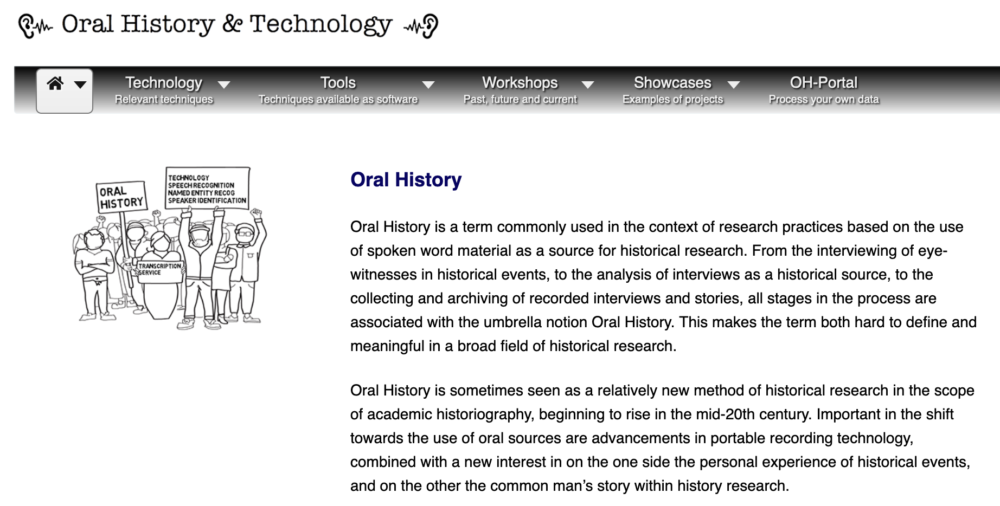 Oral History & Technology
Technology
Relevant techniques
Tools
Techniques available as software
Workshops
Past, future and current
Showcases
Examples of projects
OH-Portal
Process your own data
ORAL
HISTORY
TECHNOLOGY
SPEECH RECOGNITION
NAMED ENTITY RECOG
SPEAKER IDENTIFICATION
TRANSCRIPTION
SERVICE
Oral History
Oral History is a term commonly used in the context of research practices based on the use
of spoken word material as a source for historical research. From the interviewing of eye-
witnesses in historical events, to the analysis of interviews as a historical source, to the
collecting and archiving of recorded interviews and stories, all stages in the process are
associated with the umbrella notion Oral History. This makes the term both hard to define and
meaningful in a broad field of historical research.
Oral History is sometimes seen as a relatively new method of historical research in the scope
of academic historiography, beginning to rise in the mid-20th century. Important in the shift
towards the use of oral sources are advancements in portable recording technology,
combined with a new interest in on the one side the personal experience of historical events,
and on the other the common man’s story within history research.